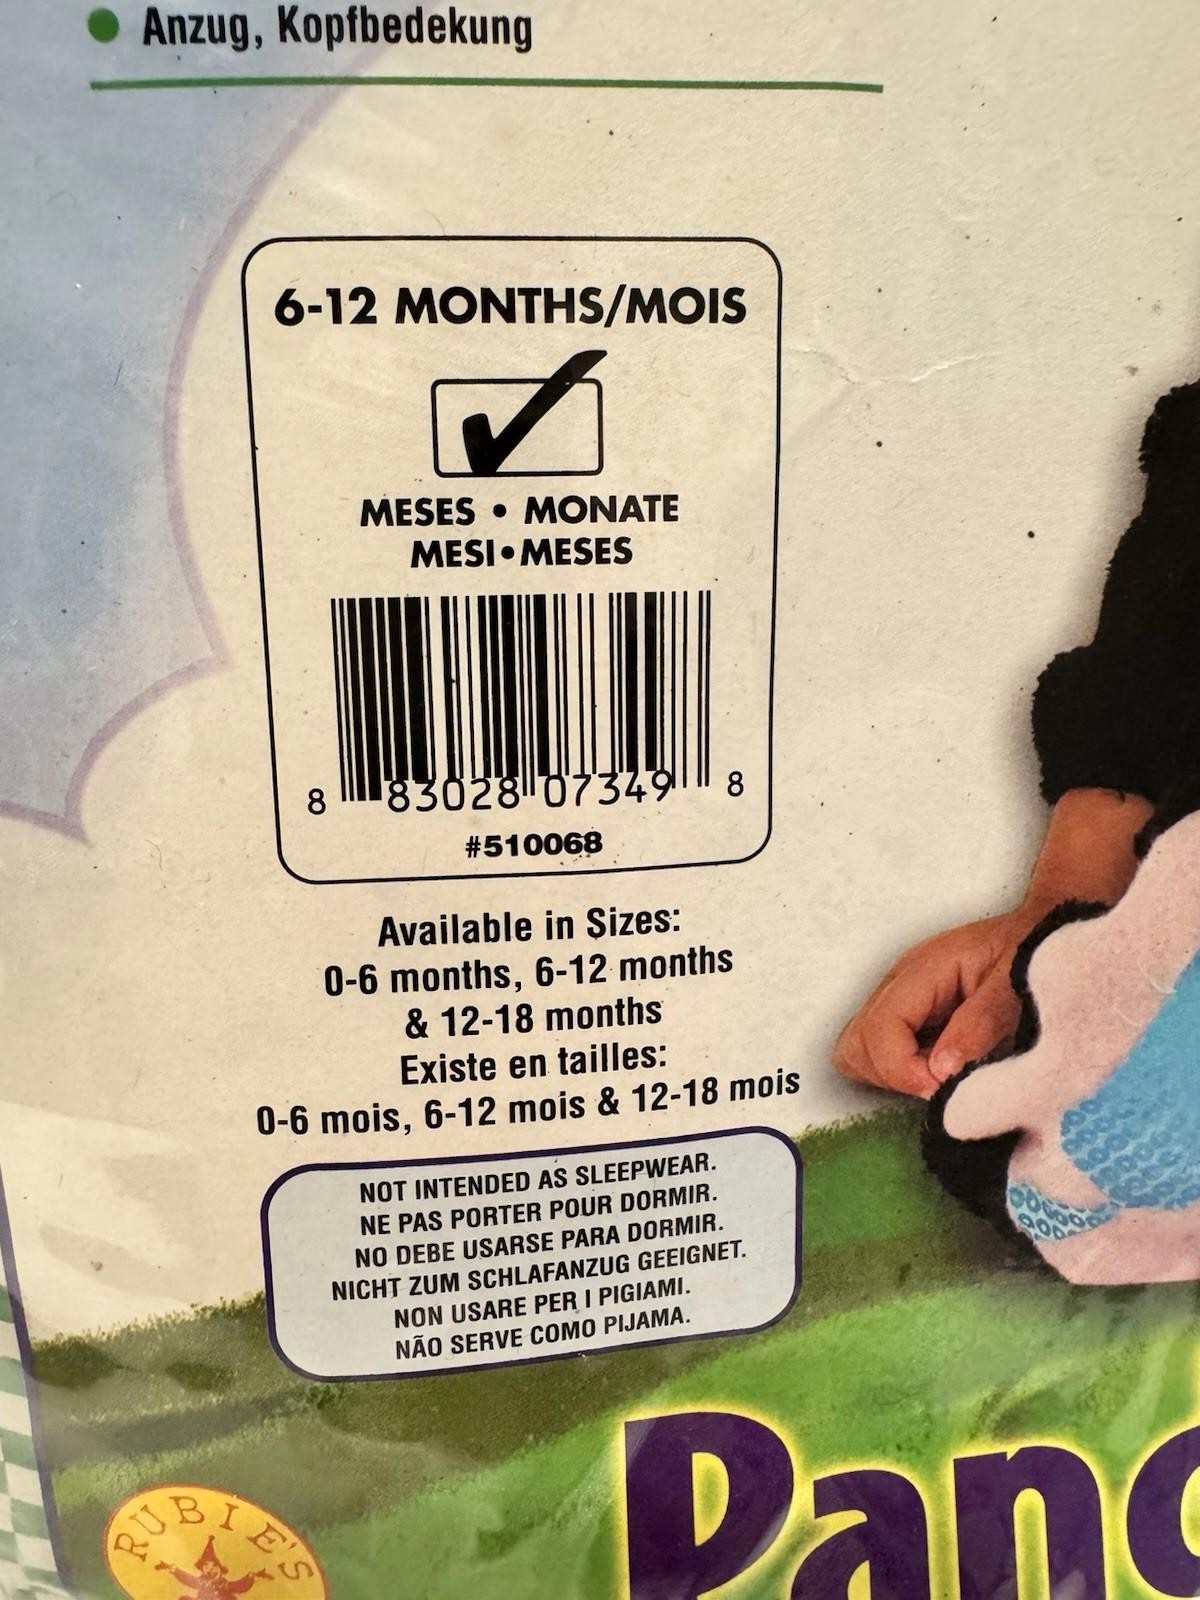 Anzug, Kopfbedekung
6-12 MONTHS/MOIS
MESES • MONATE
MESI • MESES
8 83028 07349 8
#510068
Available in Sizes:
0-6 months, 6-12 months
& 12-18 months
Existe en tailles:
0-6 mois, 6-12 mois & 12-18 mois
NOT INTENDED AS SLEEPWEAR.
NE PAS PORTER POUR DORMIR.
NO DEBE USARSE PARA DORMIR.
NICHT ZUM SCHLAFANZUG GEEIGNET.
NON USARE PER I PIGIAMI.
NÃO SERVE COMO PIJAMA.
RUBIE'S